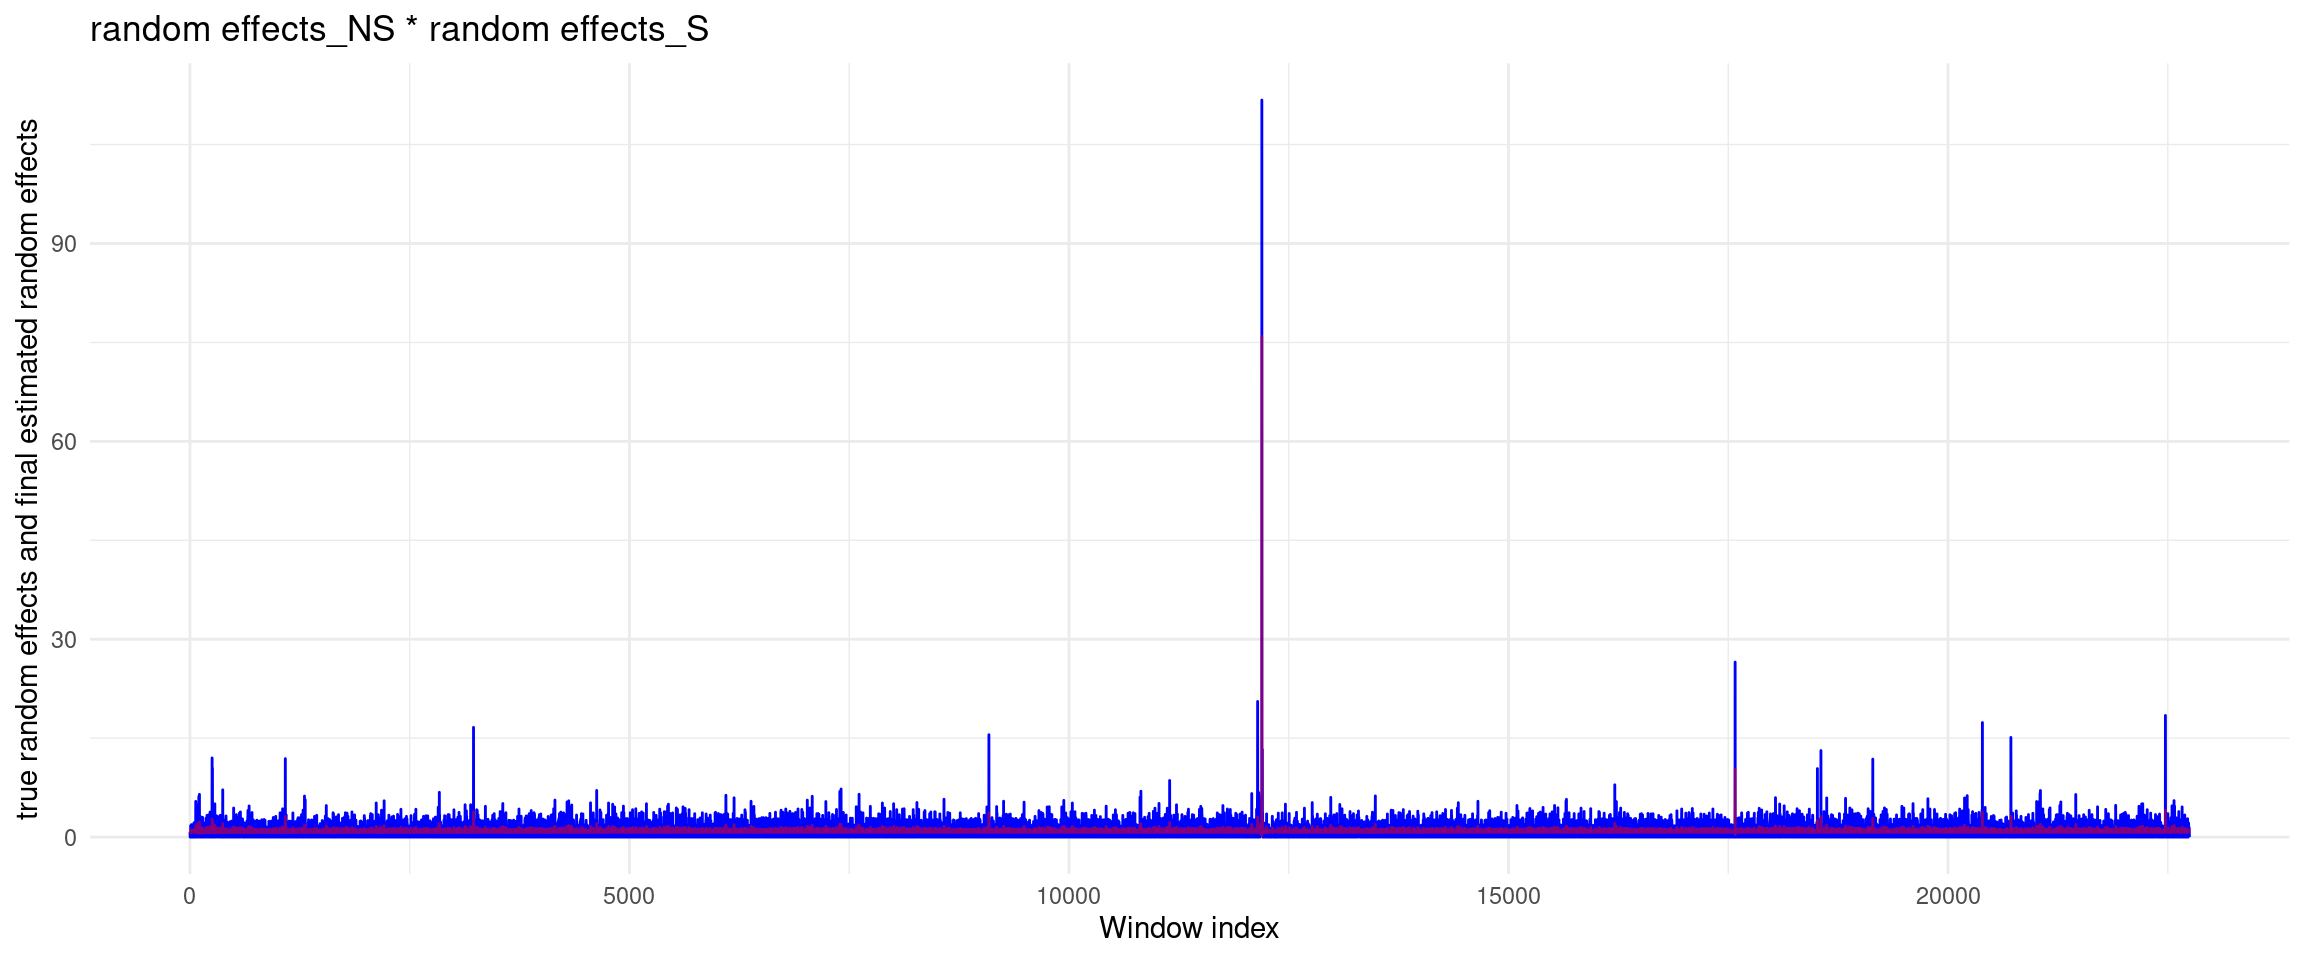 random effects_NS * random effects_S
true random effects and final estimated random effects
90
60
30
0
0 5000 10000 15000 20000
Window index